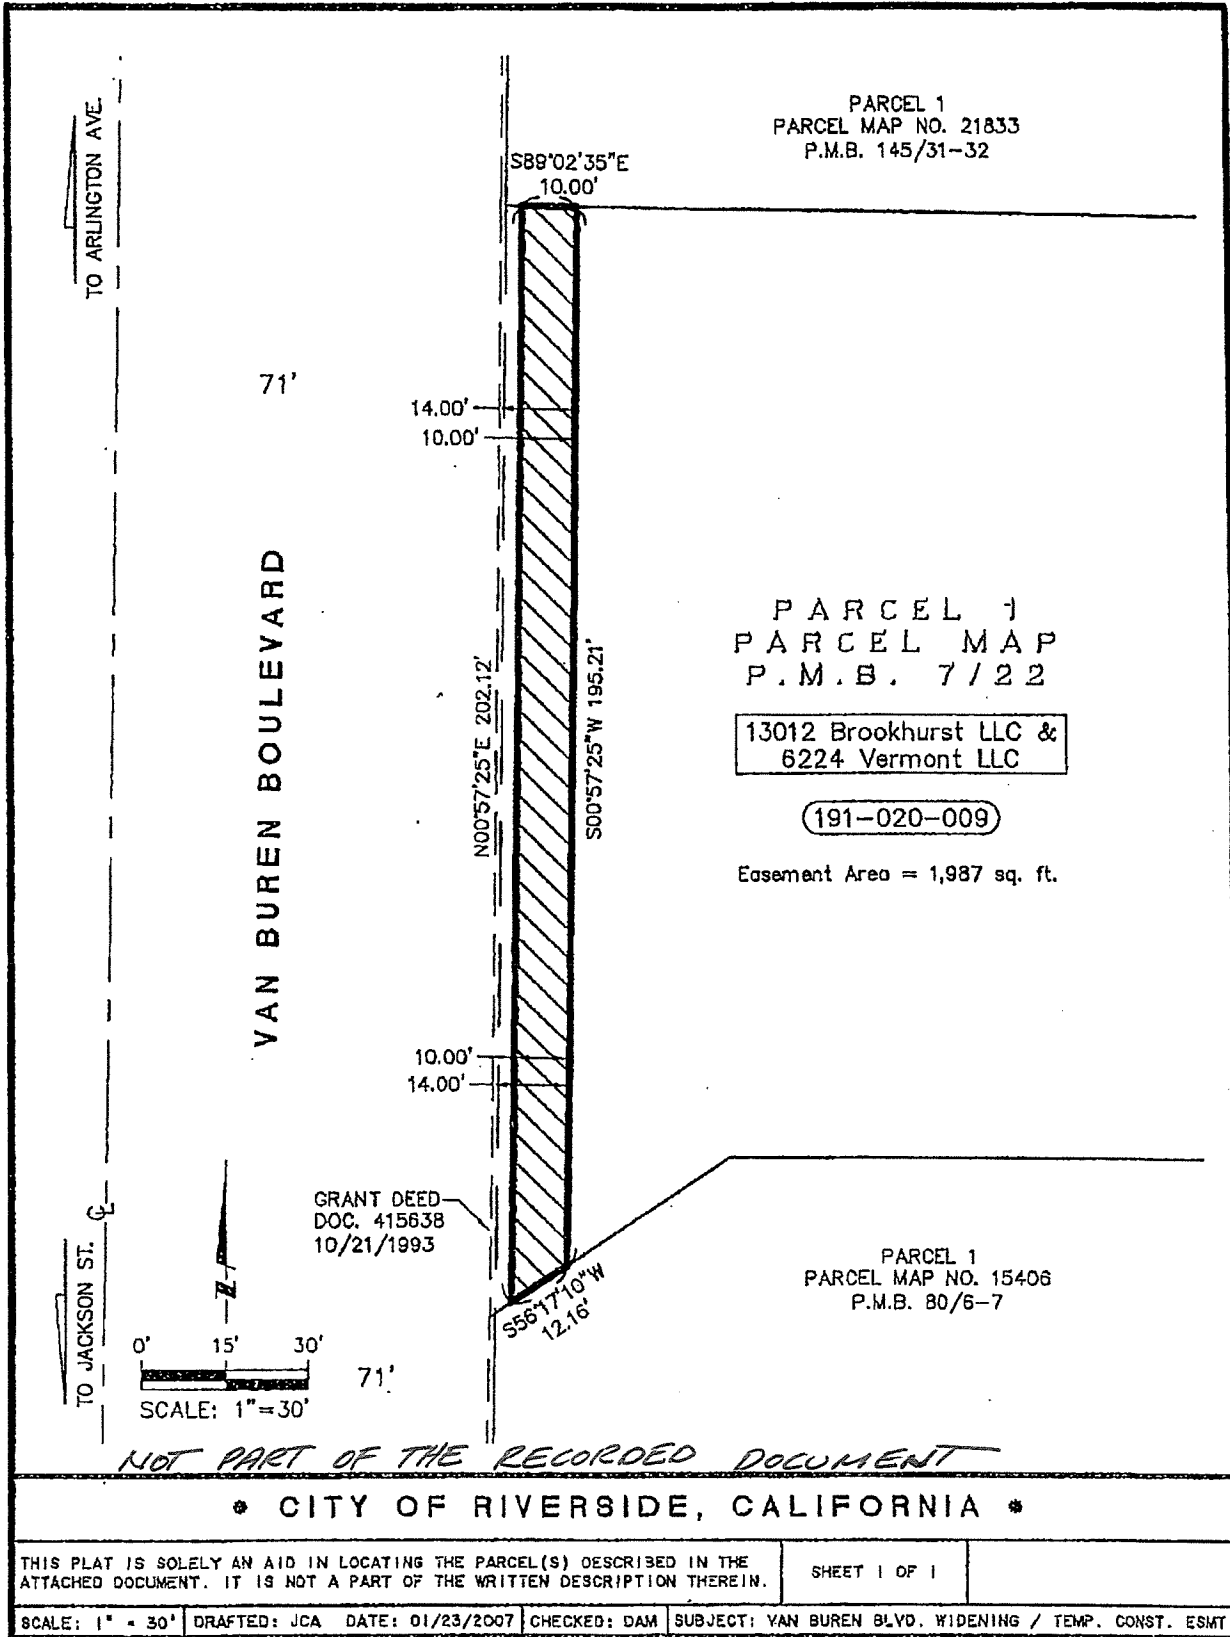 PARCEL 1
PARCEL MAP NO. 21833
P.M.B. 145/31-32
TO ARLINGTON AVE.
S89°02'35"E
10.00'
71'
14.00'
10.00'
VAN BUREN BOULEVARD
N00°57'25"E 202.12'
S00°57'25"W 195.21'
PARCEL 1
PARCEL MAP
P.M.B. 7/22
13012 Brookhurst LLC &
6224 Vermont LLC
191-020-009
Easement Area = 1,987 sq. ft.
10.00'
14.00'
GRANT DEED
DOC. 415638
10/21/1993
S56°17'10"W
12.16'
PARCEL 1
PARCEL MAP NO. 15406
P.M.B. 80/6-7
TO JACKSON ST.
CL
N
0' 15' 30'
SCALE: 1"=30'
71'
NOT PART OF THE RECORDED DOCUMENT
* CITY OF RIVERSIDE, CALIFORNIA *
THIS PLAT IS SOLELY AN AID IN LOCATING THE PARCEL(S) DESCRIBED IN THE
ATTACHED DOCUMENT. IT IS NOT A PART OF THE WRITTEN DESCRIPTION THEREIN.
SHEET 1 OF 1
SCALE: 1" = 30' DRAFTED: JCA DATE: 01/23/2007 CHECKED: DAM SUBJECT: VAN BUREN BLVD. WIDENING / TEMP. CONST. ESMT